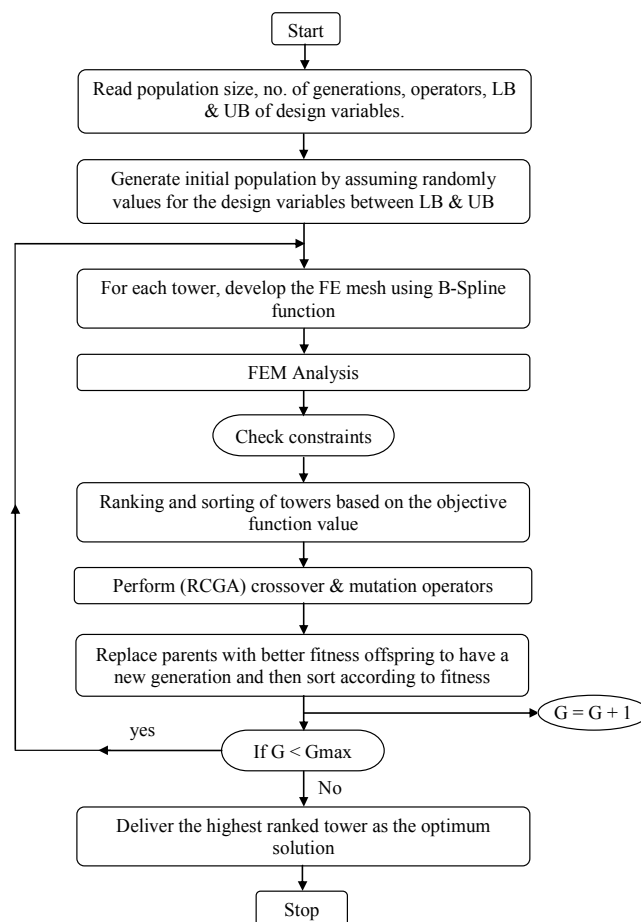 Start
Read population size, no. of generations, operators, LB
& UB of design variables.
Generate initial population by assuming randomly
values for the design variables between LB & UB
For each tower, develop the FE mesh using B-Spline
function
FEM Analysis
Check constraints
Ranking and sorting of towers based on the objective
function value
Perform (RCGA) crossover & mutation operators
Replace parents with better fitness offspring to have a
new generation and then sort according to fitness
G = G + 1
yes
If G < Gmax
No
Deliver the highest ranked tower as the optimum
solution
Stop